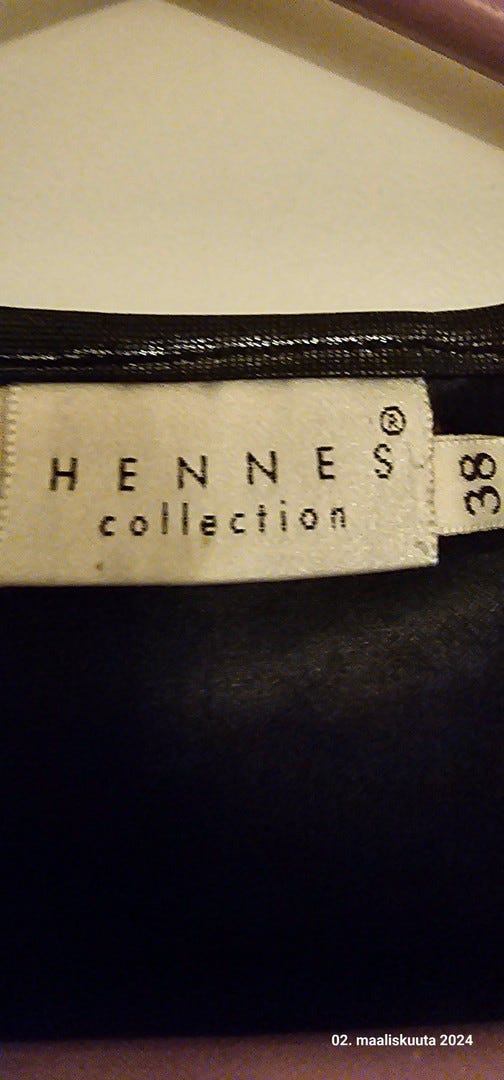 HENNES®
collection
38
02. maaliskuuta 2024